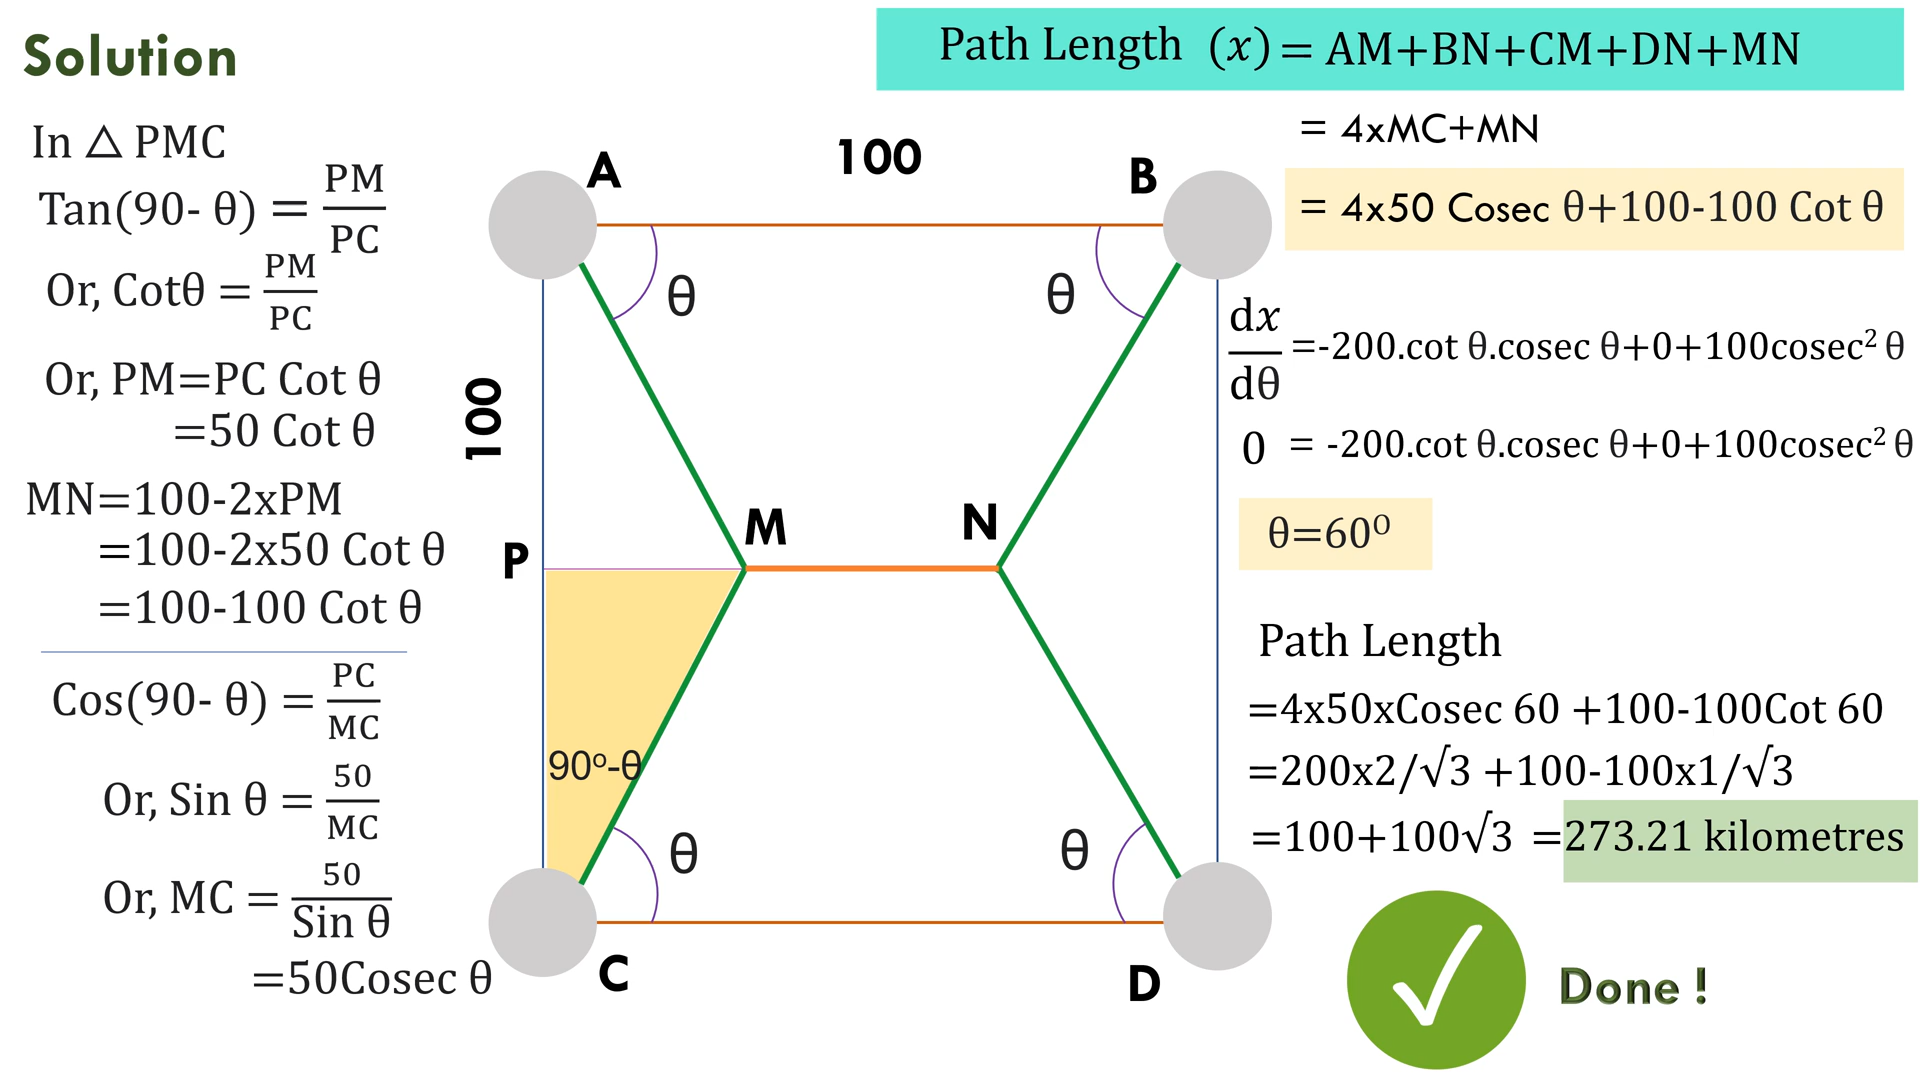 Solution
In △ PMC
Tan(90- θ) = PM/PC
Or, Cotθ = PM/PC
Or, PM=PC Cot θ
=50 Cot θ
MN=100-2xPM
=100-2x50 Cot θ
=100-100 Cot θ
Cos(90- θ) = PC/MC
Or, Sin θ = 50/MC
Or, MC = 50/Sin θ
=50Cosec θ
A
100
B
θ
θ
100
M
N
P
90º-θ
θ
θ
C
D
Path Length (x) = AM+BN+CM+DN+MN
= 4xMC+MN
= 4x50 Cosec θ+100-100 Cot θ
dx/dθ =-200.cot θ.cosec θ+0+100cosec² θ
0 = -200.cot θ.cosec θ+0+100cosec² θ
θ=60⁰
Path Length
=4x50xCosec 60 +100-100Cot 60
=200x2/√3 +100-100x1/√3
=100+100√3 =273.21 kilometres
Done !